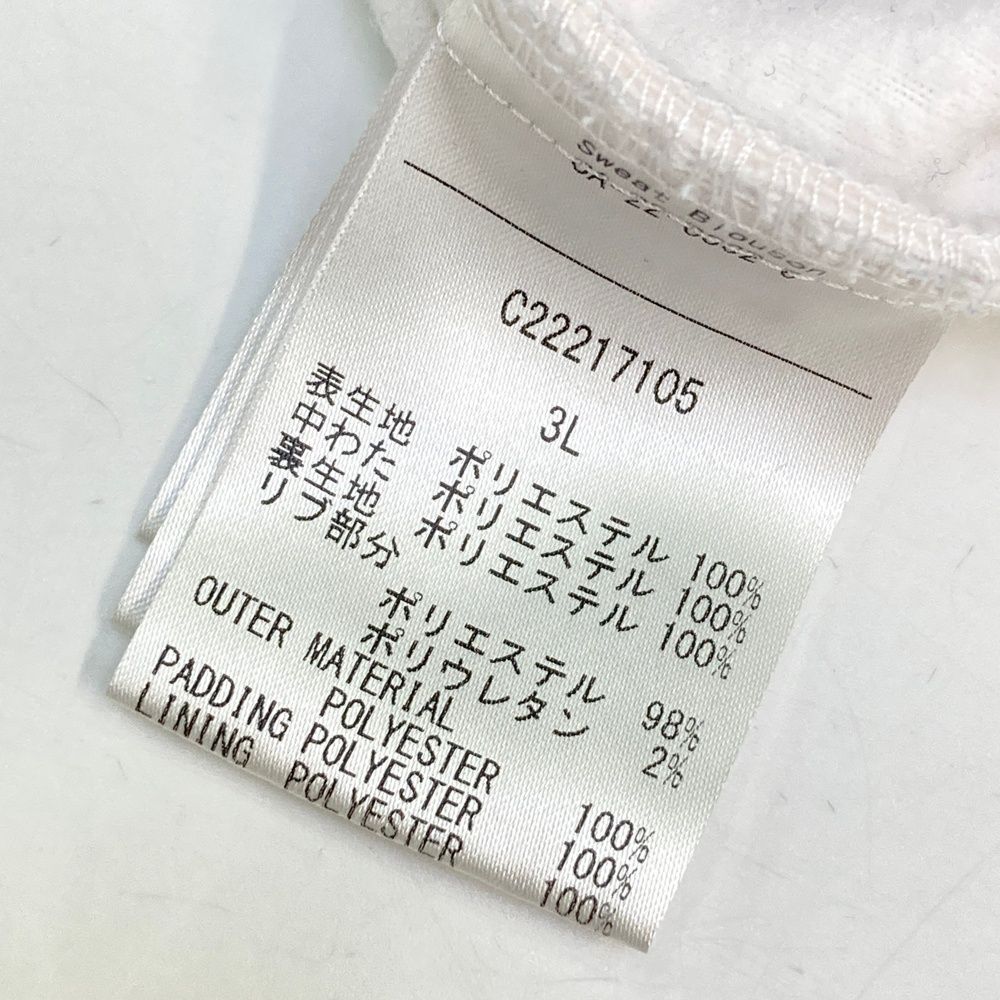 Sweat Blouson
C22217105
3L
表生地 ポリエステル 100%
中わた ポリエステル 100%
裏生地 ポリエステル 100%
リブ部分
ポリエステル 98%
ポリウレタン 2%
OUTER MATERIAL
POLYESTER 100%
PADDING POLYESTER 100%
LINING POLYESTER 100%